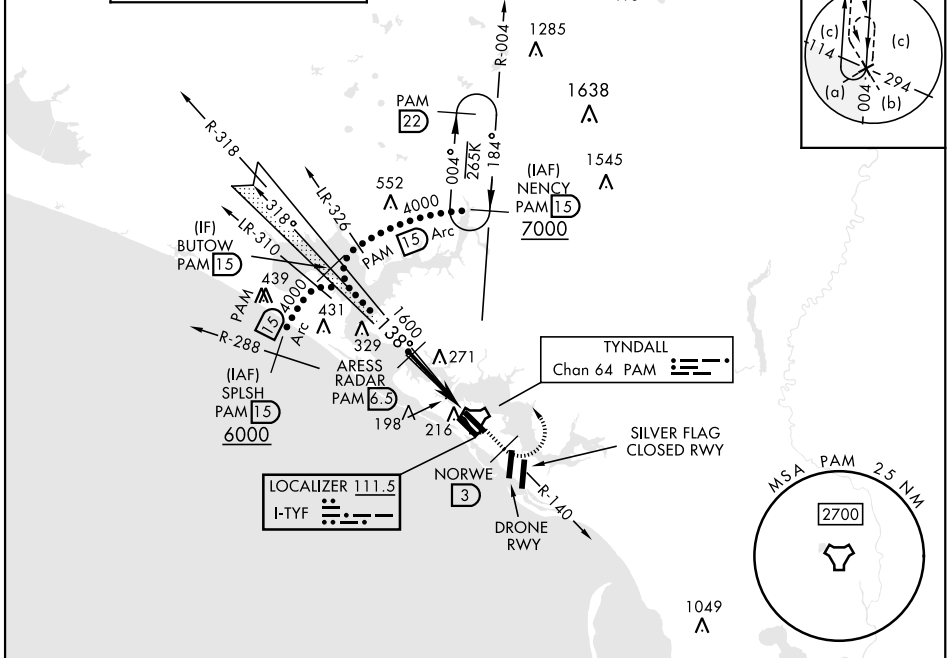 R-004
1285
PAM
22
1638
004°
265K
184°
1545
(IAF)
NENCY
PAM 15
7000
552
4000
PAM 15 Arc
R-318
LR-326
318°
LR-310
(IF)
BUTOW
PAM 15
439
PAM 15 Arc
4000
431
329
R-288
(IAF)
SPLSH
PAM 15
6000
138°
1600
ARESS
RADAR
PAM 6.5
271
198
216
TYNDALL
Chan 64 PAM
LOCALIZER 111.5
I-TYF
NORWE
3
SILVER FLAG
CLOSED RWY
DRONE
RWY
R-140
1049
MSA PAM 25 NM
2700
(c)
(c)
114
294
(a)
(b)
004